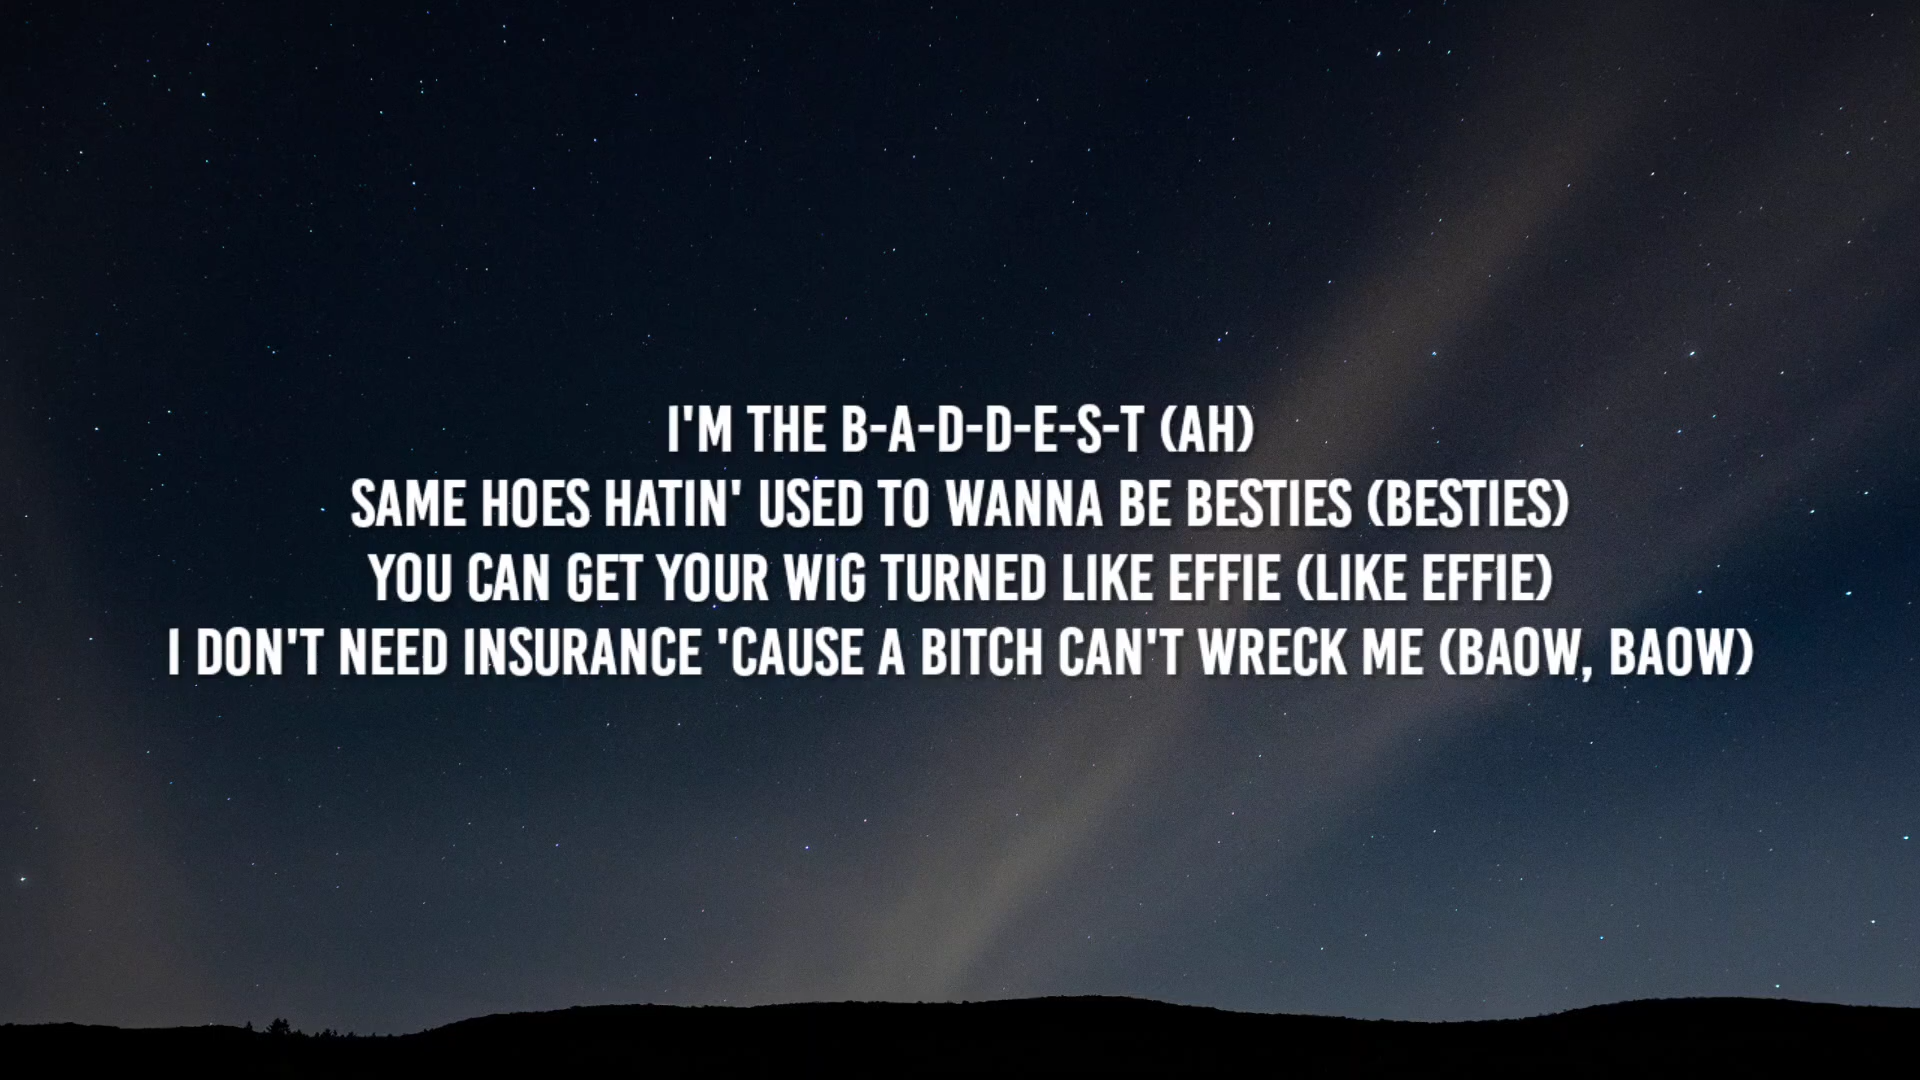 I'M THE B-A-D-D-E-S-T (AH)
SAME HOES HATIN' USED TO WANNA BE BESTIES (BESTIES)
YOU CAN GET YOUR WIG TURNED LIKE EFFIE (LIKE EFFIE)
I DON'T NEED INSURANCE 'CAUSE A BITCH CAN'T WRECK ME (BAOW, BAOW)